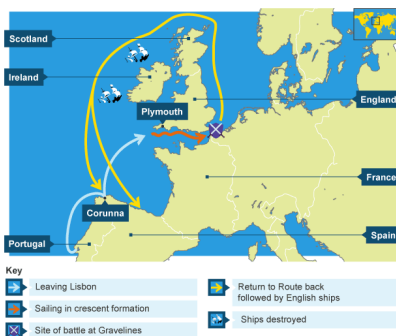 Scotland
Ireland
Plymouth
England
France
Corunna
Spain
Portugal
Key
Leaving Lisbon
Sailing in crescent formation
Site of battle at Gravelines
Return to Route back
followed by English ships
Ships destroyed